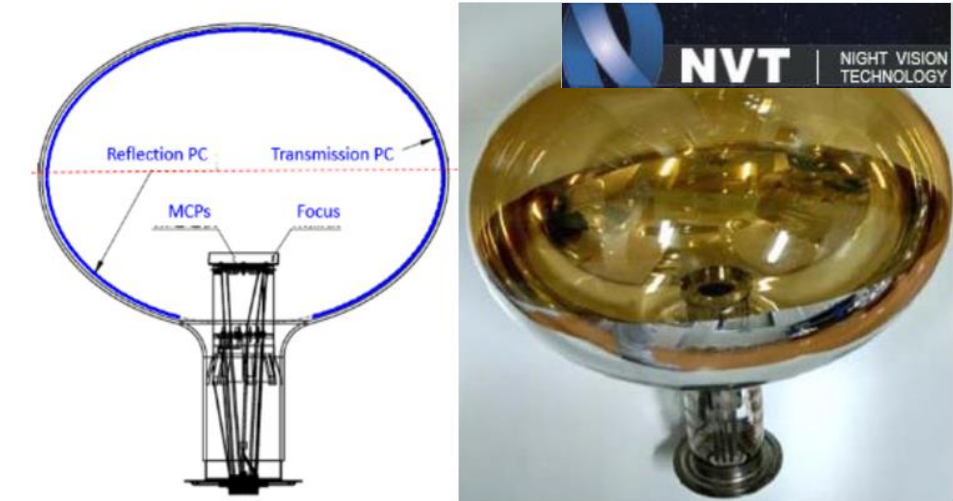 Reflection PC
Transmission PC
MCPs
Focus
NVT
NIGHT VISION
TECHNOLOGY